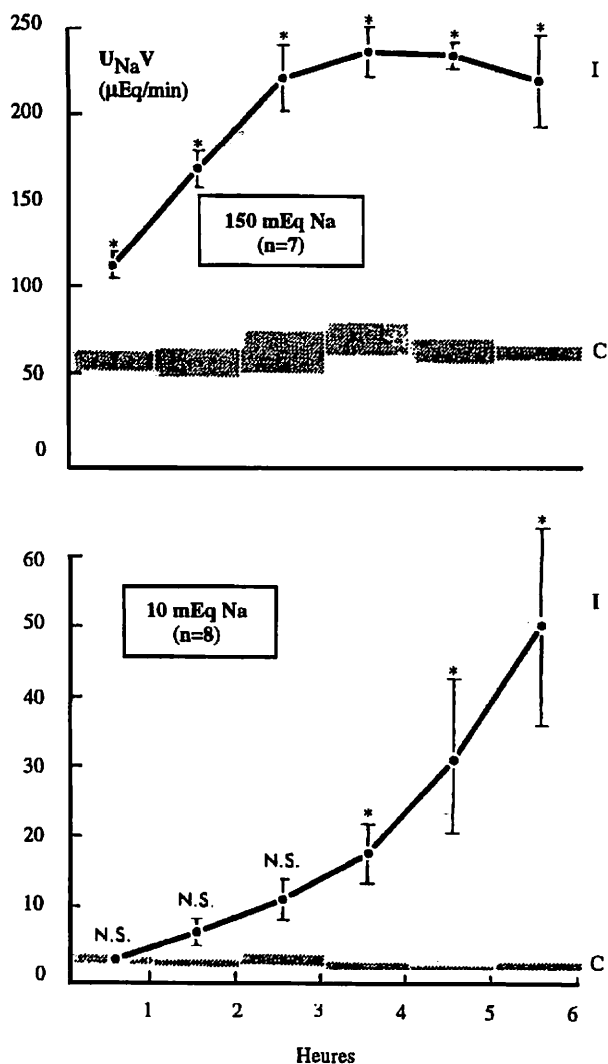 250
200
150
100
50
0
U_NaV
(μEq/min)
* * * * * *
I
150 mEq Na
(n=7)
C
60
50
40
30
20
10
0
10 mEq Na
(n=8)
N.S. N.S. N.S. * * *
I
C
1 2 3 4 5 6
Heures